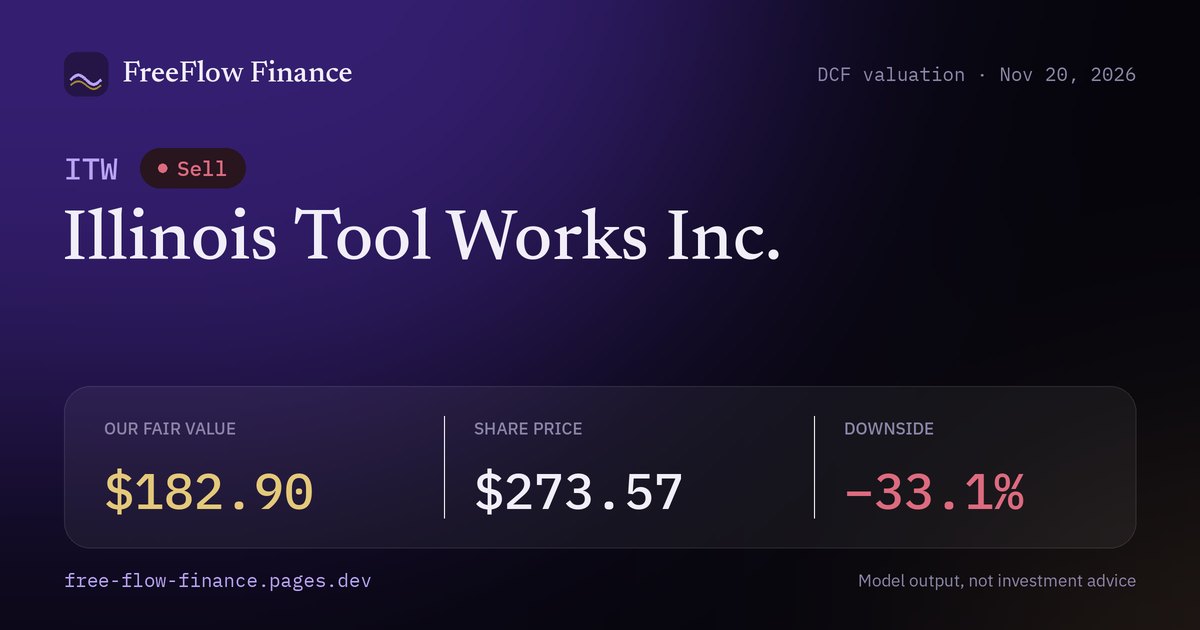 FreeFlow Finance
DCF valuation · Nov 20, 2026
ITW
Sell
Illinois Tool Works Inc.
OUR FAIR VALUE
$182.90
SHARE PRICE
$273.57
DOWNSIDE
−33.1%
free-flow-finance.pages.dev
Model output, not investment advice